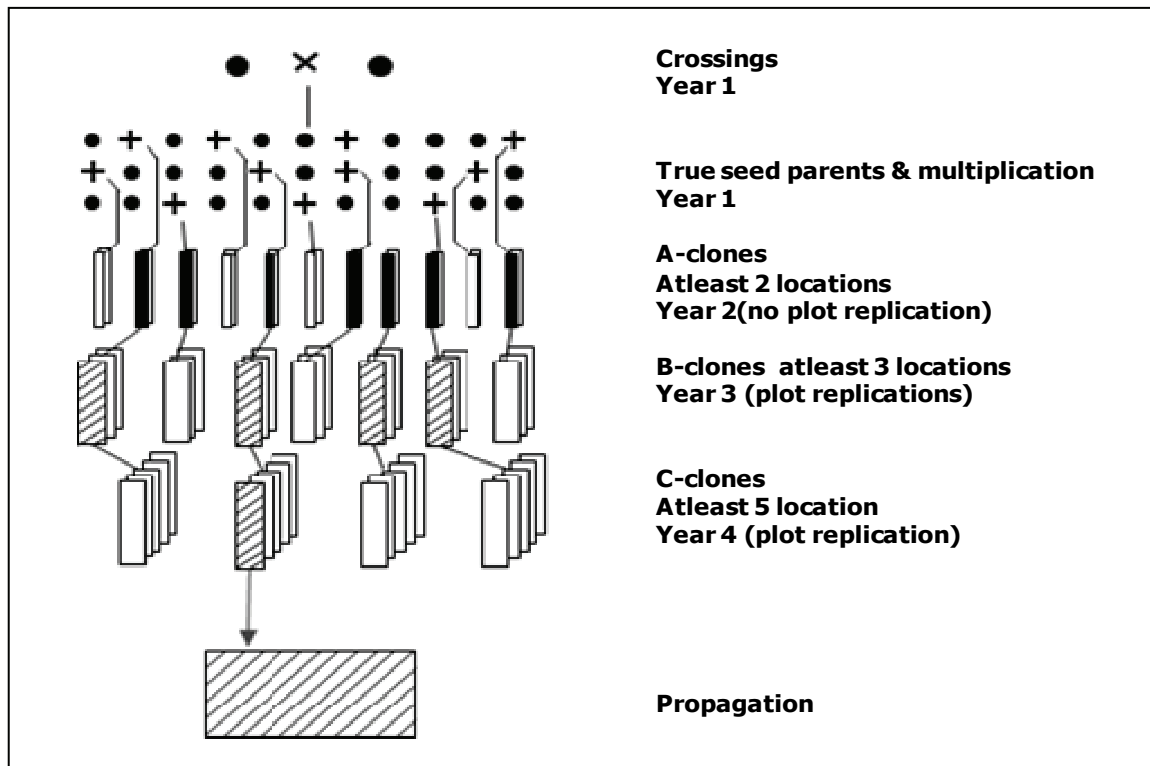 Crossings
Year 1
True seed parents & multiplication
Year 1
A-clones
Atleast 2 locations
Year 2(no plot replication)
B-clones atleast 3 locations
Year 3 (plot replications)
C-clones
Atleast 5 location
Year 4 (plot replication)
Propagation